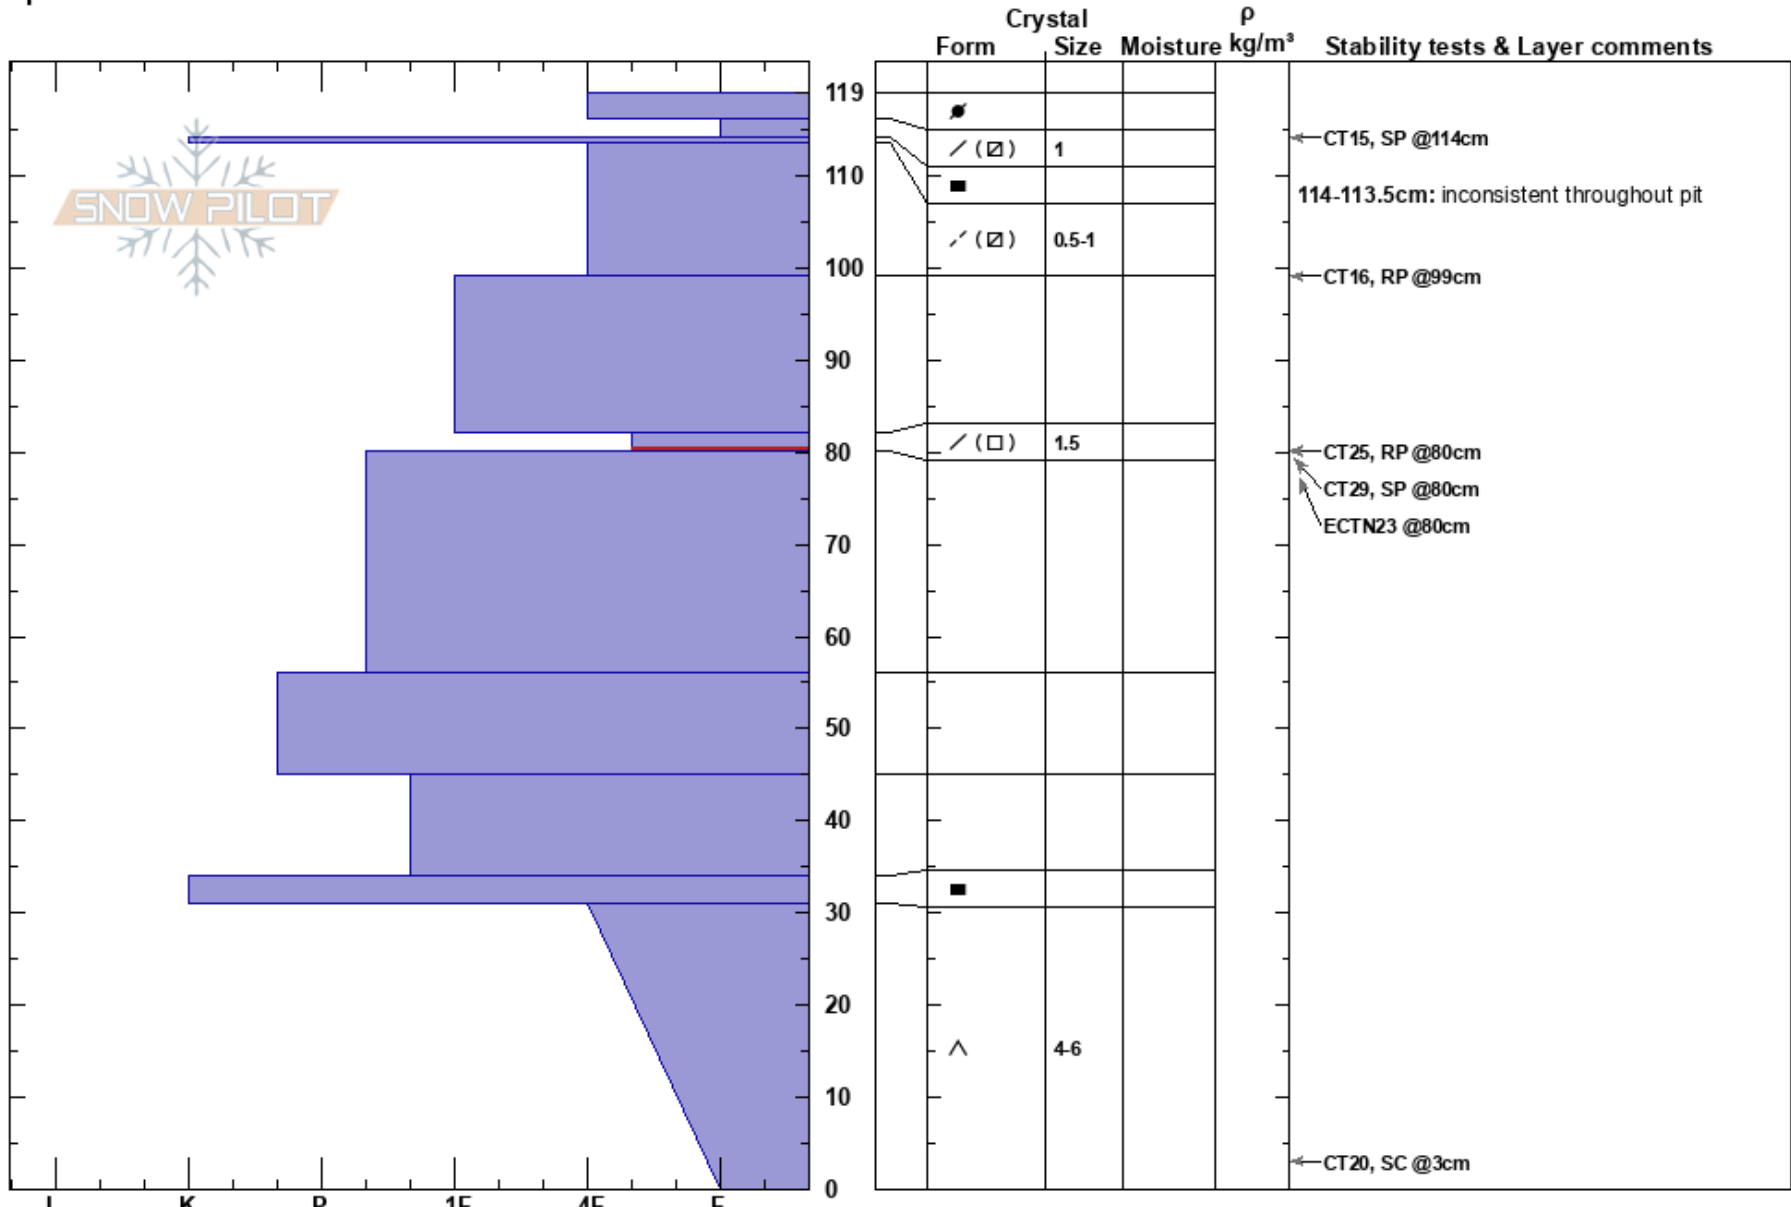 Crystal
ρ
Form Size Moisture kg/m³ Stability tests & Layer comments
119
CT15, SP @114cm
/ ( ) 1
110
114-113.5cm: inconsistent throughout pit
SNOW PILOT
( ) 0.5-1
100
CT16, RP @99cm
90
/ ( ) 1.5
80
CT25, RP @80cm
CT29, SP @80cm
ECTN23 @80cm
70
60
50
40
30
20
4-6
10
CT20, SC @3cm
0
I K P 1F 4F F